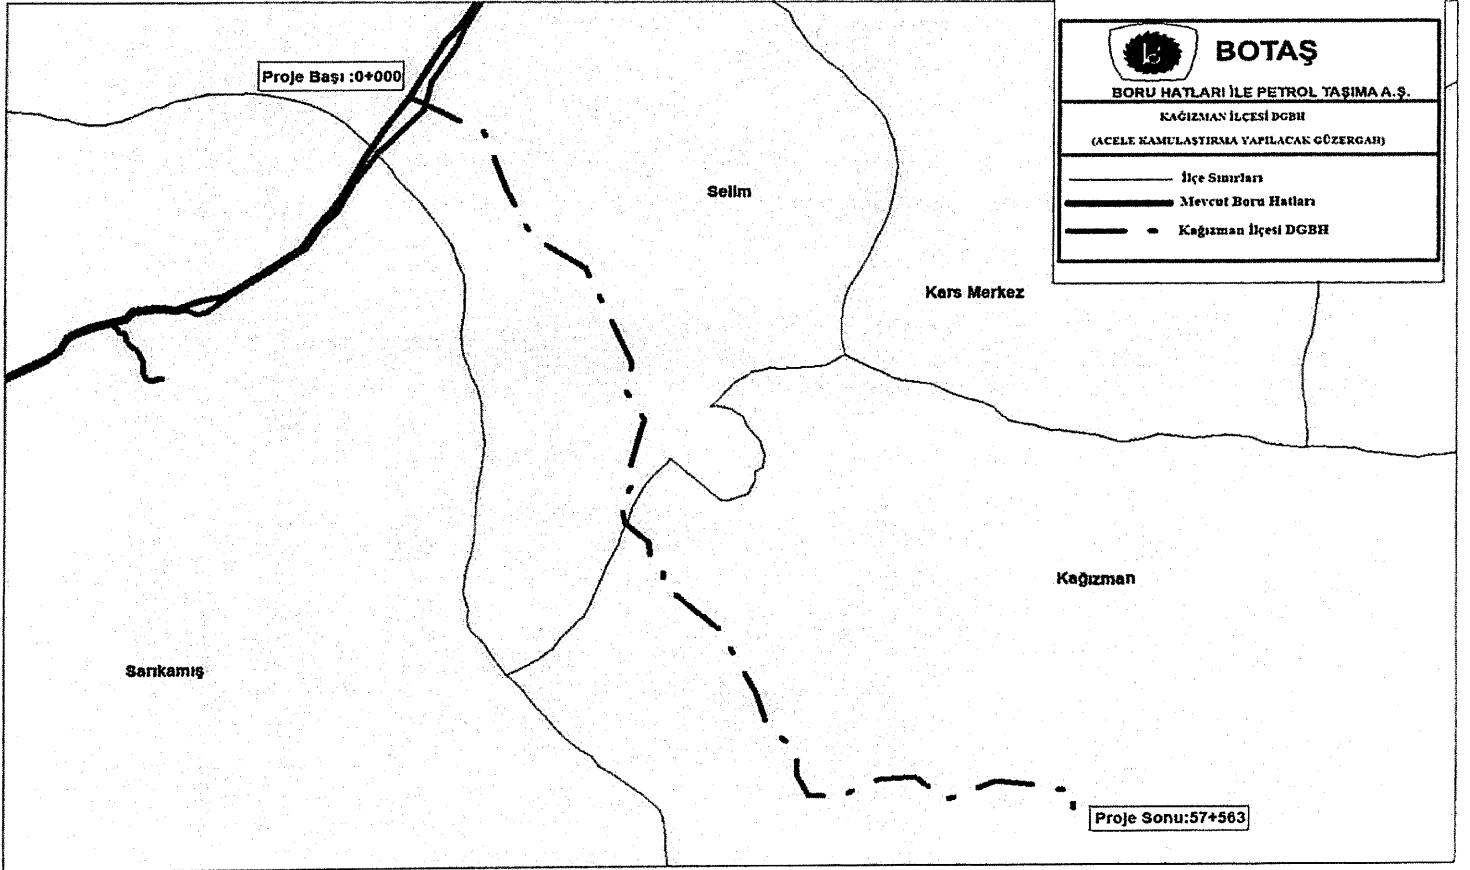 BOTAŞ
BORU HATLARI İLE PETROL TAŞIMA A.Ş.
KAĞIZMAN İLÇESİ DGBH
(ACELE KAMULAŞTIRMA YAPILACAK GÜZERGAH)
İlçe Sınırları
Mevcut Boru Hatları
Kağızman İlçesi DGBH
Proje Başı :0+000
Selim
Kars Merkez
Kağızman
Sarıkamış
Proje Sonu:57+563